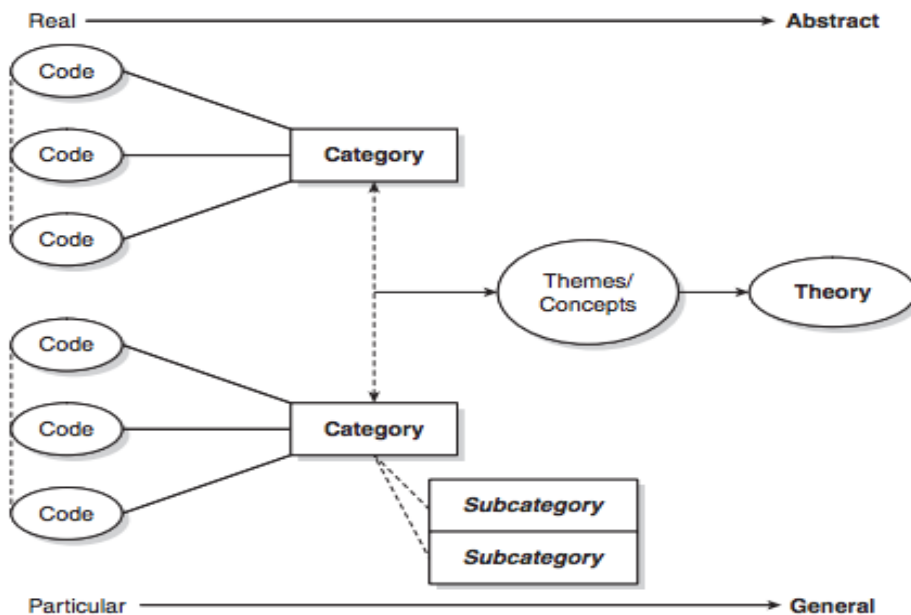 Real Abstract
Code
Code
Category
Code
Themes/
Concepts
Theory
Code
Code
Category
Code
Subcategory
Subcategory
Particular General